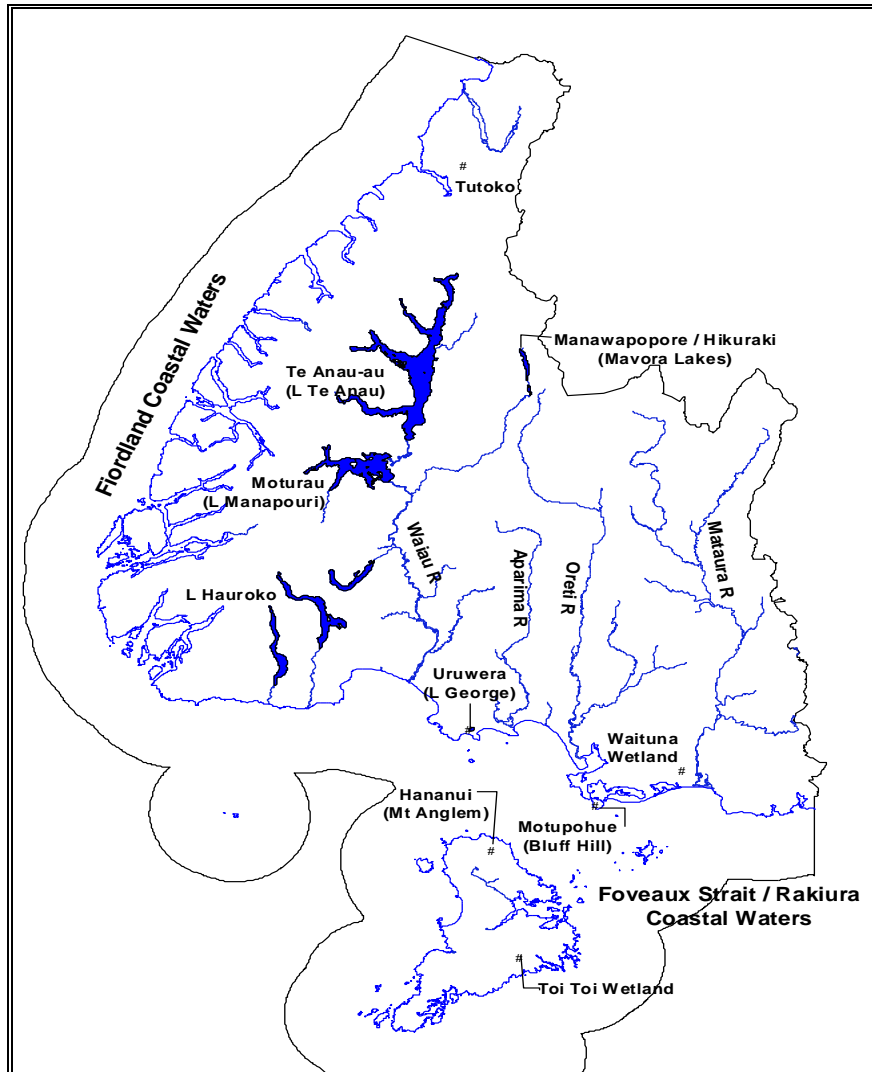 #
Tutoko
Fiordland Coastal Waters
Manawapopore / Hikuraki
(Mavora Lakes)
Te Anau-au
(L Te Anau)
Moturau
(L Manapouri)
Waiau R
Aparima R
Oreti R
Mataura R
L Hauroko
Uruwera
(L George)
#
Waituna
Wetland
#
Hananui
(Mt Anglem)
#
#
Motupohue
(Bluff Hill)
Foveaux Strait / Rakiura
Coastal Waters
#
Toi Toi Wetland